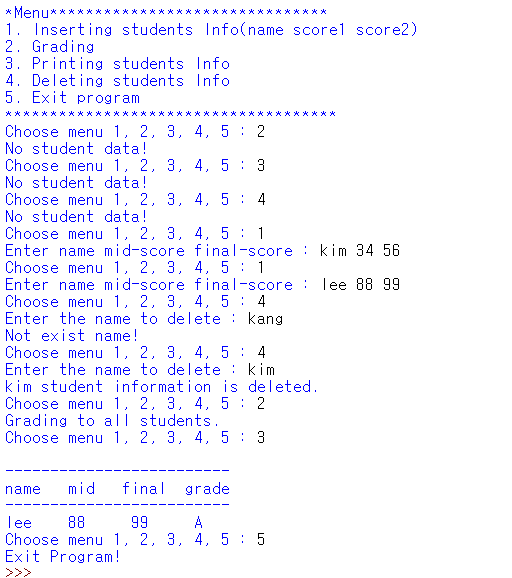 *Menu*******************************
1. Inserting students Info(name score1 score2)
2. Grading
3. Printing students Info
4. Deleting students Info
5. Exit program
*************************************
Choose menu 1, 2, 3, 4, 5 : 2
No student data!
Choose menu 1, 2, 3, 4, 5 : 3
No student data!
Choose menu 1, 2, 3, 4, 5 : 4
No student data!
Choose menu 1, 2, 3, 4, 5 : 1
Enter name mid-score final-score : kim 34 56
Choose menu 1, 2, 3, 4, 5 : 1
Enter name mid-score final-score : lee 88 99
Choose menu 1, 2, 3, 4, 5 : 4
Enter the name to delete : kang
Not exist name!
Choose menu 1, 2, 3, 4, 5 : 4
Enter the name to delete : kim
kim student information is deleted.
Choose menu 1, 2, 3, 4, 5 : 2
Grading to all students.
Choose menu 1, 2, 3, 4, 5 : 3
-------------------------
name   mid   final  grade
-------------------------
lee    88     99     A
Choose menu 1, 2, 3, 4, 5 : 5
Exit Program!
>>>